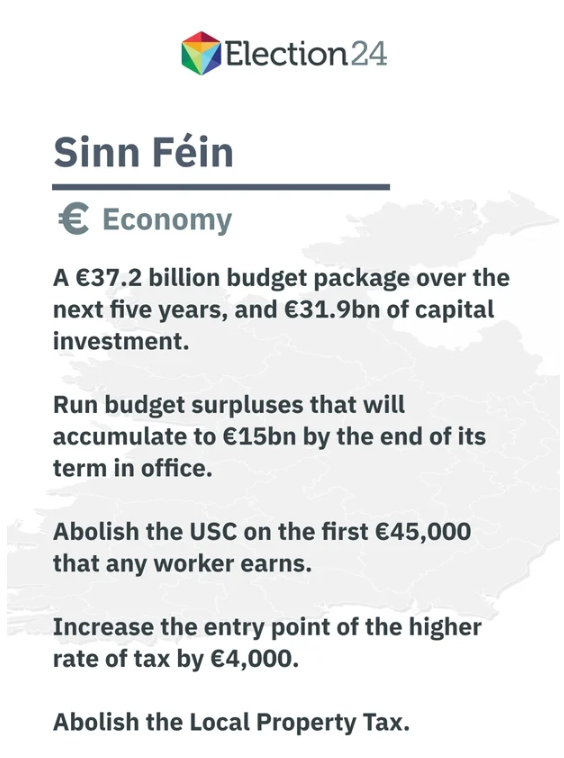 Election24
Sinn Féin
€ Economy
A €37.2 billion budget package over the
next five years, and €31.9bn of capital
investment.
Run budget surpluses that will
accumulate to €15bn by the end of its
term in office.
Abolish the USC on the first €45,000
that any worker earns.
Increase the entry point of the higher
rate of tax by €4,000.
Abolish the Local Property Tax.